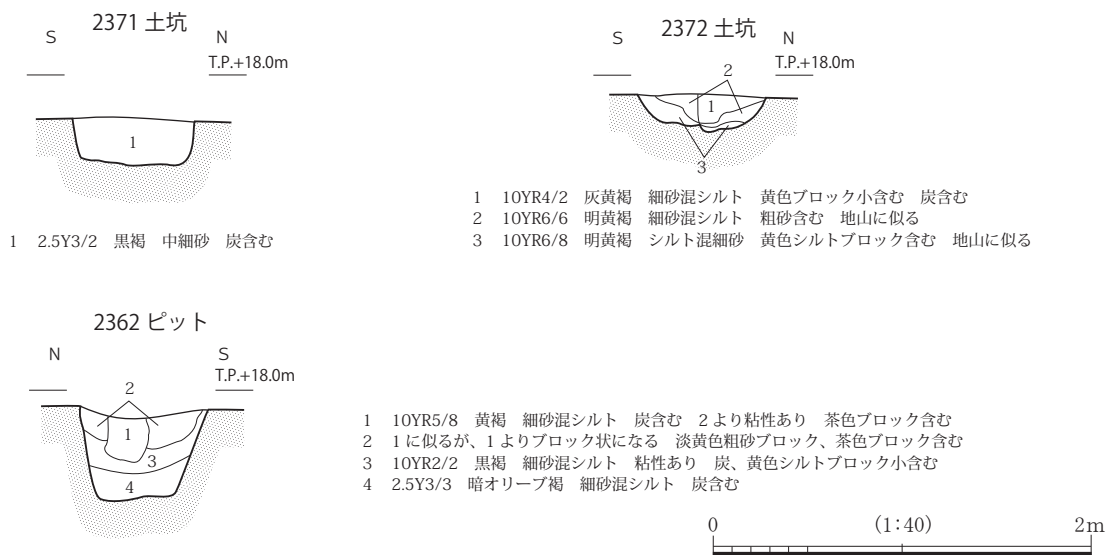 2371 土坑
S N
T.P.+18.0m
1
1 2.5Y3/2 黒褐 中細砂 炭含む
2372 土坑
S N
T.P.+18.0m
2
1
3
1 10YR4/2 灰黄褐 細砂混シルト 黄色ブロック小含む 炭含む
2 10YR6/6 明黄褐 細砂混シルト 粗砂含む 地山に似る
3 10YR6/8 明黄褐 シルト混細砂 黄色シルトブロック含む 地山に似る
2362 ピット
N S
T.P.+18.0m
2
1
3
4
1 10YR5/8 黄褐 細砂混シルト 炭含む 2より粘性あり 茶色ブロック含む
2 1に似るが、1よりブロック状になる 淡黄色粗砂ブロック、茶色ブロック含む
3 10YR2/2 黒褐 細砂混シルト 粘性あり 炭、黄色シルトブロック小含む
4 2.5Y3/3 暗オリーブ褐 細砂混シルト 炭含む
0 (1:40) 2m